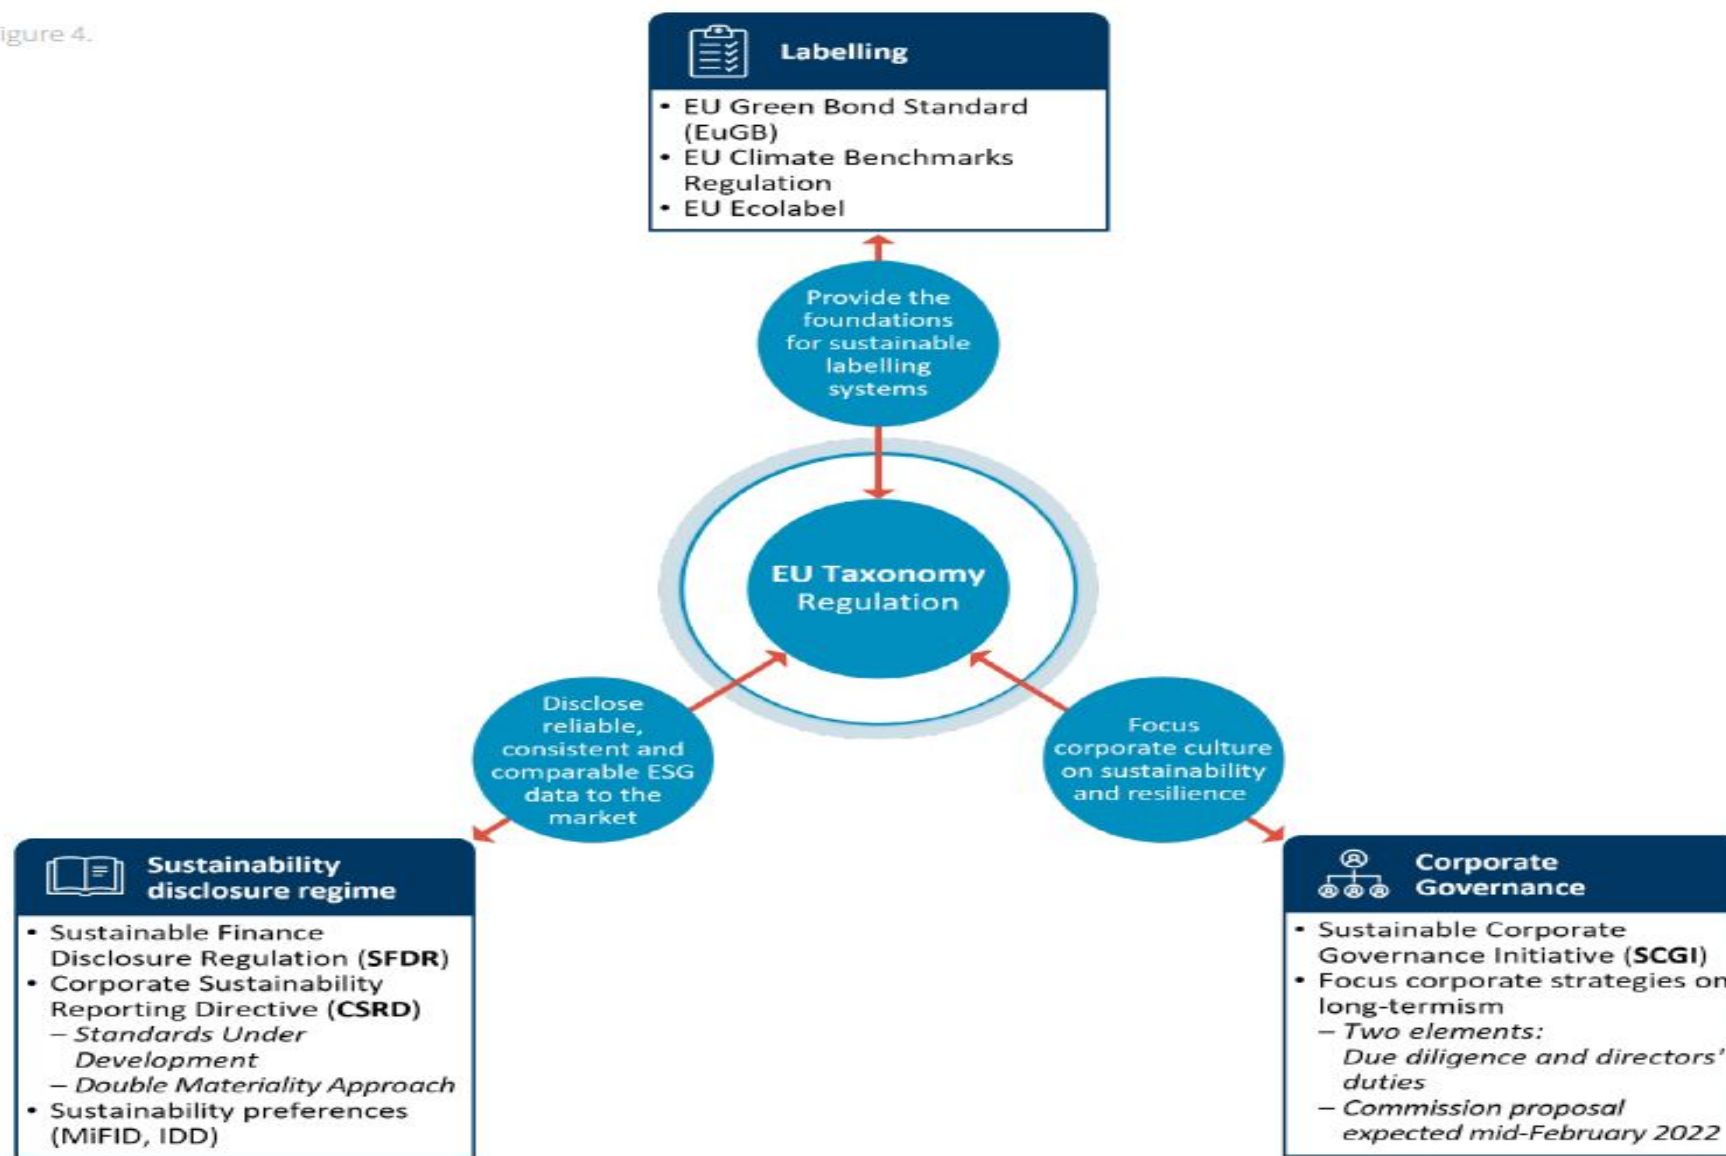 igure 4.
Labelling
• EU Green Bond Standard
(EuGB)
• EU Climate Benchmarks
Regulation
• EU Ecolabel
Provide the
foundations
for sustainable
labelling
systems
EU Taxonomy
Regulation
Disclose
reliable,
consistent and
comparable ESG
data to the
market
Focus
corporate culture
on sustainability
and resilience
Sustainability
disclosure regime
• Sustainable Finance
Disclosure Regulation (SFDR)
• Corporate Sustainability
Reporting Directive (CSRD)
– Standards Under
Development
– Double Materiality Approach
• Sustainability preferences
(MiFID, IDD)
Corporate
Governance
• Sustainable Corporate
Governance Initiative (SCGI)
• Focus corporate strategies on
long-termism
– Two elements:
Due diligence and directors'
duties
– Commission proposal
expected mid-February 2022